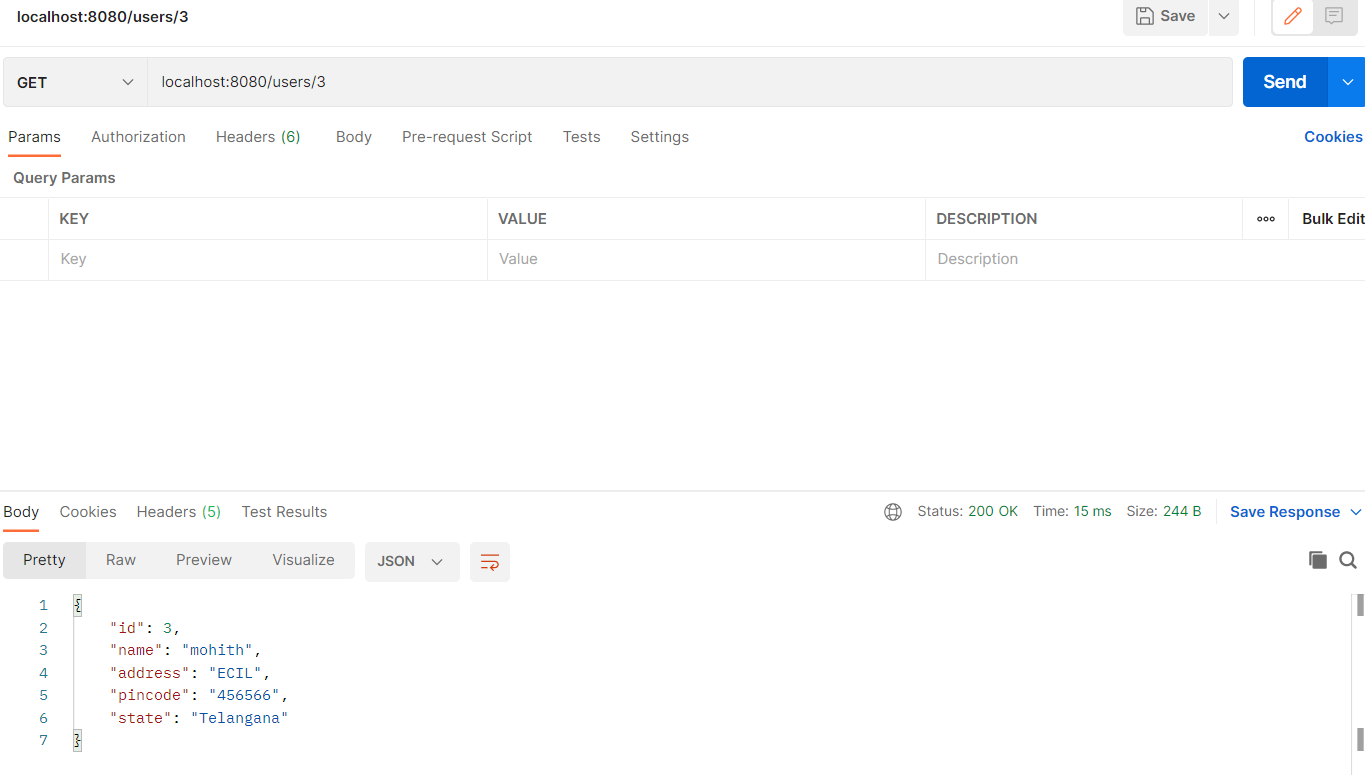 localhost:8080/users/3
Save
GET localhost:8080/users/3 Send
Params Authorization Headers (6) Body Pre-request Script Tests Settings Cookies
Query Params
KEY VALUE DESCRIPTION ooo Bulk Edit
Key Value Description
Body Cookies Headers (5) Test Results Status: 200 OK Time: 15 ms Size: 244 B Save Response
Pretty Raw Preview Visualize JSON
1 {
2 "id": 3,
3 "name": "mohith",
4 "address": "ECIL",
5 "pincode": "456566",
6 "state": "Telangana"
7 }